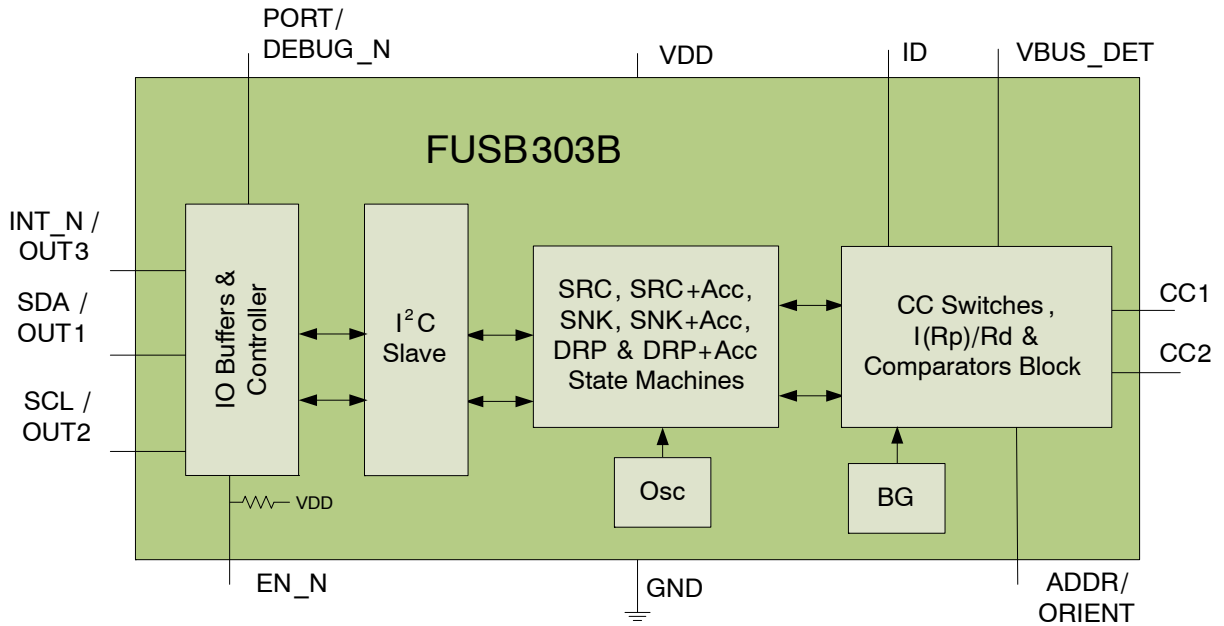 PORT/
DEBUG_N
VDD
ID
VBUS_DET
FUSB303B
INT_N /
OUT3
SDA /
OUT1
SCL /
OUT2
IO Buffers &
Controller
I²C
Slave
SRC, SRC+Acc,
SNK, SNK+Acc,
DRP & DRP+Acc
State Machines
CC Switches ,
I(Rp)/Rd &
Comparators Block
CC1
CC2
Osc
BG
VDD
EN_N
GND
ADDR/
ORIENT